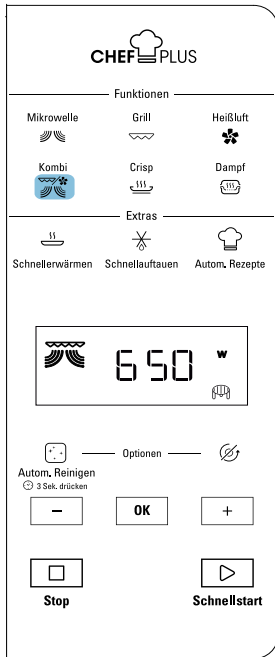 CHEF PLUS
Funktionen
Mikrowelle Grill Heißluft
Kombi Crisp Dampf
Extras
Schnellerwärmen Schnellauftauen Autom. Rezepte
650 W
Optionen
Autom. Reinigen
3 Sek. drücken
− OK +
Stop Schnellstart